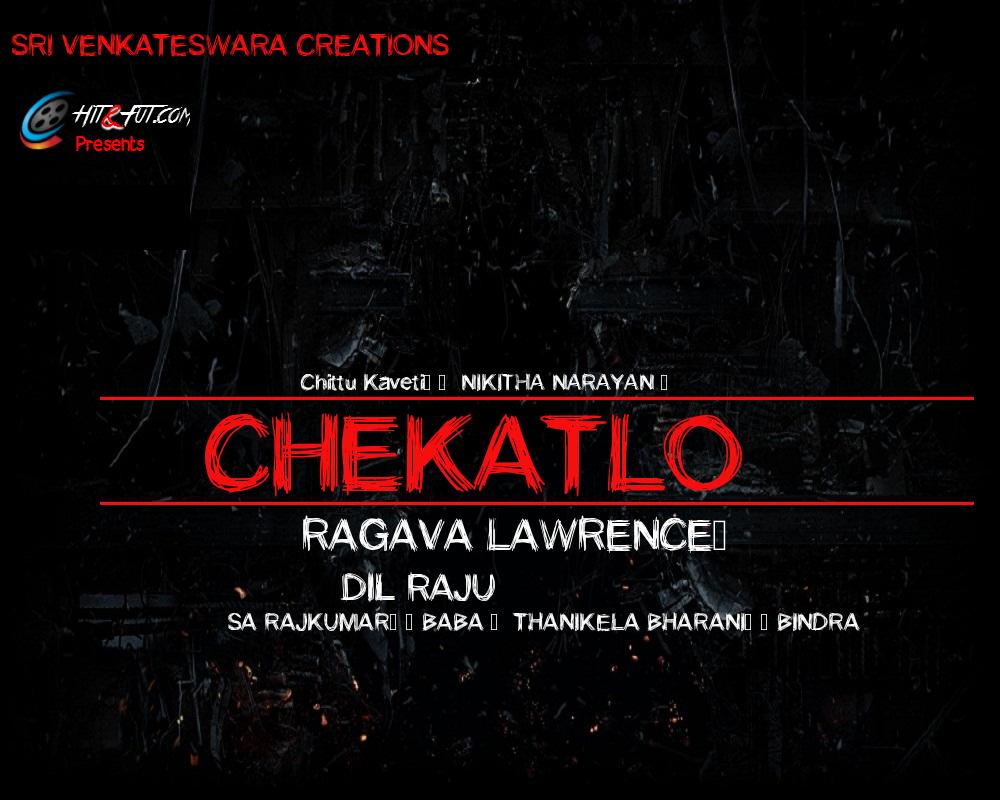 SRI VENKATESWARA CREATIONS
HIT&FUT.COM
Presents
Chittu Kaveti NIKITHA NARAYAN
CHEKATLO
RAGAVA LAWRENCE
DIL RAJU
SA RAJKUMAR BABA THANIKELA BHARANI BINDRA